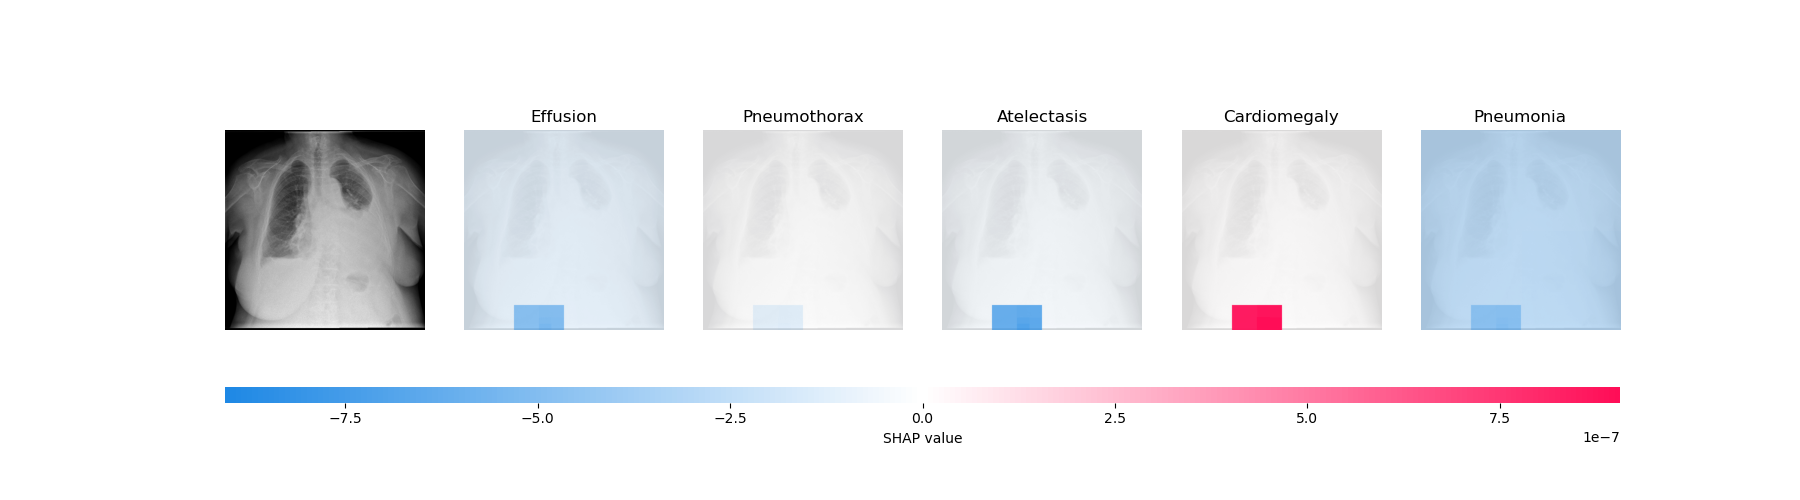 Effusion
Pneumothorax
Atelectasis
Cardiomegaly
Pneumonia
−7.5 −5.0 −2.5 0.0 2.5 5.0 7.5
SHAP value
1e−7